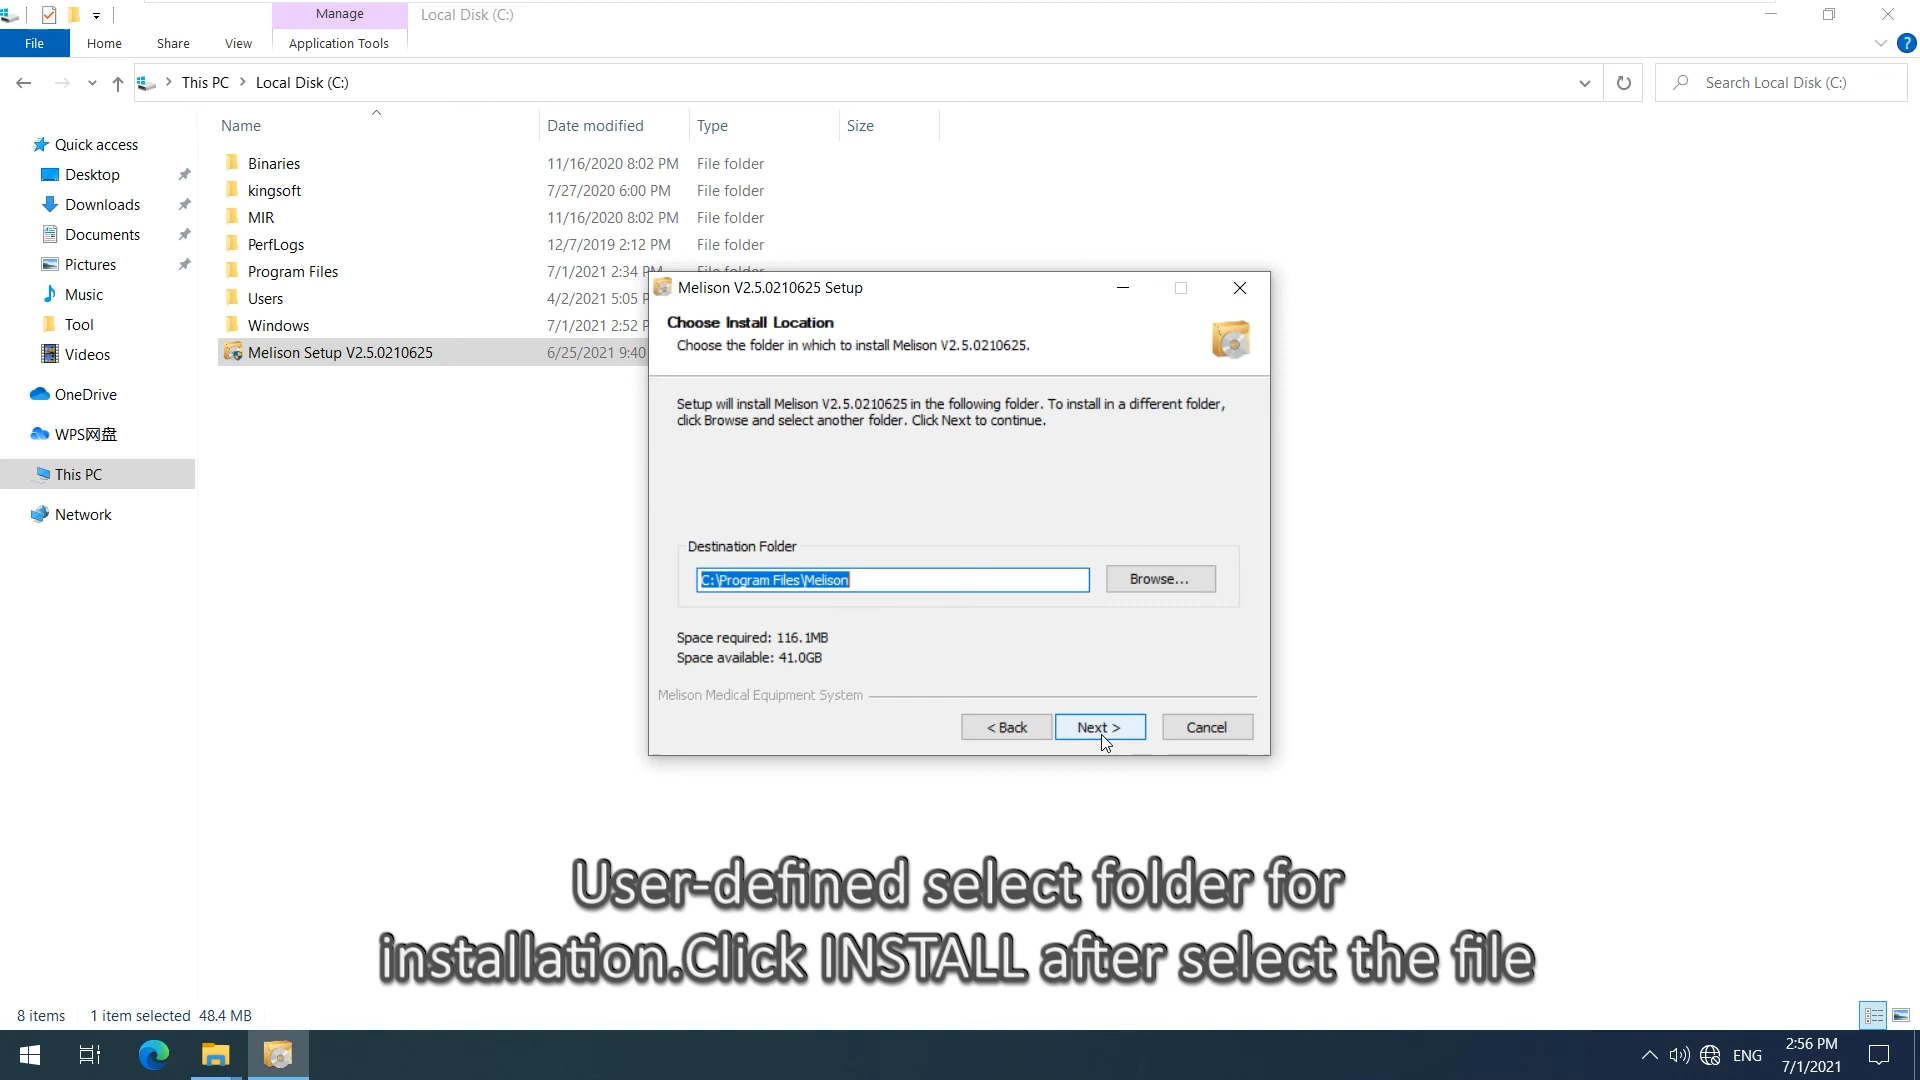 Manage
Local Disk (C:)
File
Home
Share
View
Application Tools
This PC
Local Disk (C:)
Search Local Disk (C:)
Name
Date modified
Type
Size
Quick access
Desktop
Downloads
Documents
Pictures
Music
Tool
Videos
OneDrive
WPS网盘
This PC
Network
Binaries 11/16/2020 8:02 PM File folder
kingsoft 7/27/2020 6:00 PM File folder
MIR 11/16/2020 8:02 PM File folder
PerfLogs 12/7/2019 2:12 PM File folder
Program Files 7/1/2021 2:34 PM File folder
Users 4/2/2021 5:05 P
Windows 7/1/2021 2:52 P
Melison Setup V2.5.0210625 6/25/2021 9:40
Melison V2.5.0210625 Setup
Choose Install Location
Choose the folder in which to install Melison V2.5.0210625.
Setup will install Melison V2.5.0210625 in the following folder. To install in a different folder,
click Browse and select another folder. Click Next to continue.
Destination Folder
C:\Program Files\Melison
Browse...
Space required: 116.1MB
Space available: 41.0GB
Melison Medical Equipment System
< Back
Next >
Cancel
User-defined select folder for
installation.Click INSTALL after select the file
8 items 1 item selected 48.4 MB
ENG
2:56 PM
7/1/2021